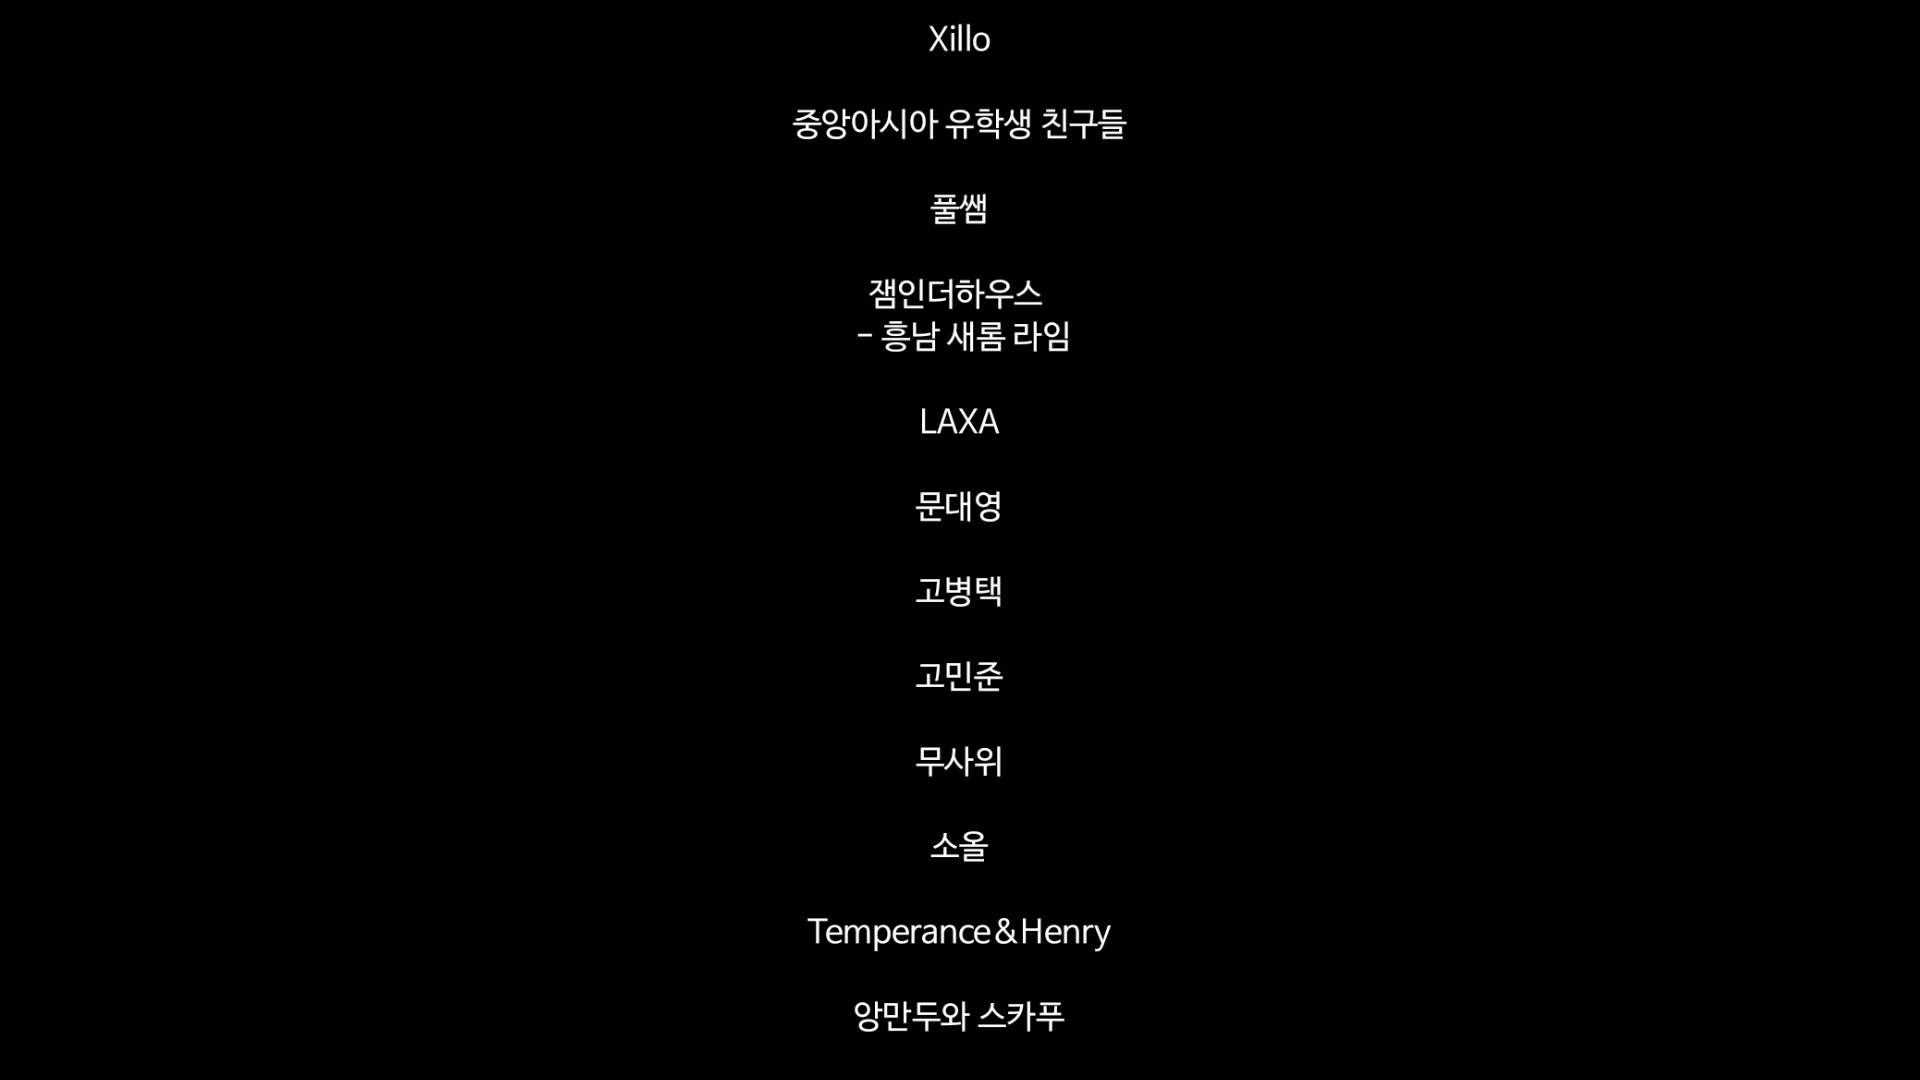 Xillo
중앙아시아 유학생 친구들
풀쌤
잼인더하우스
- 흥남 새롬 라임
LAXA
문대영
고병택
고민준
무사위
소올
Temperance&Henry
앙만두와 스카푸